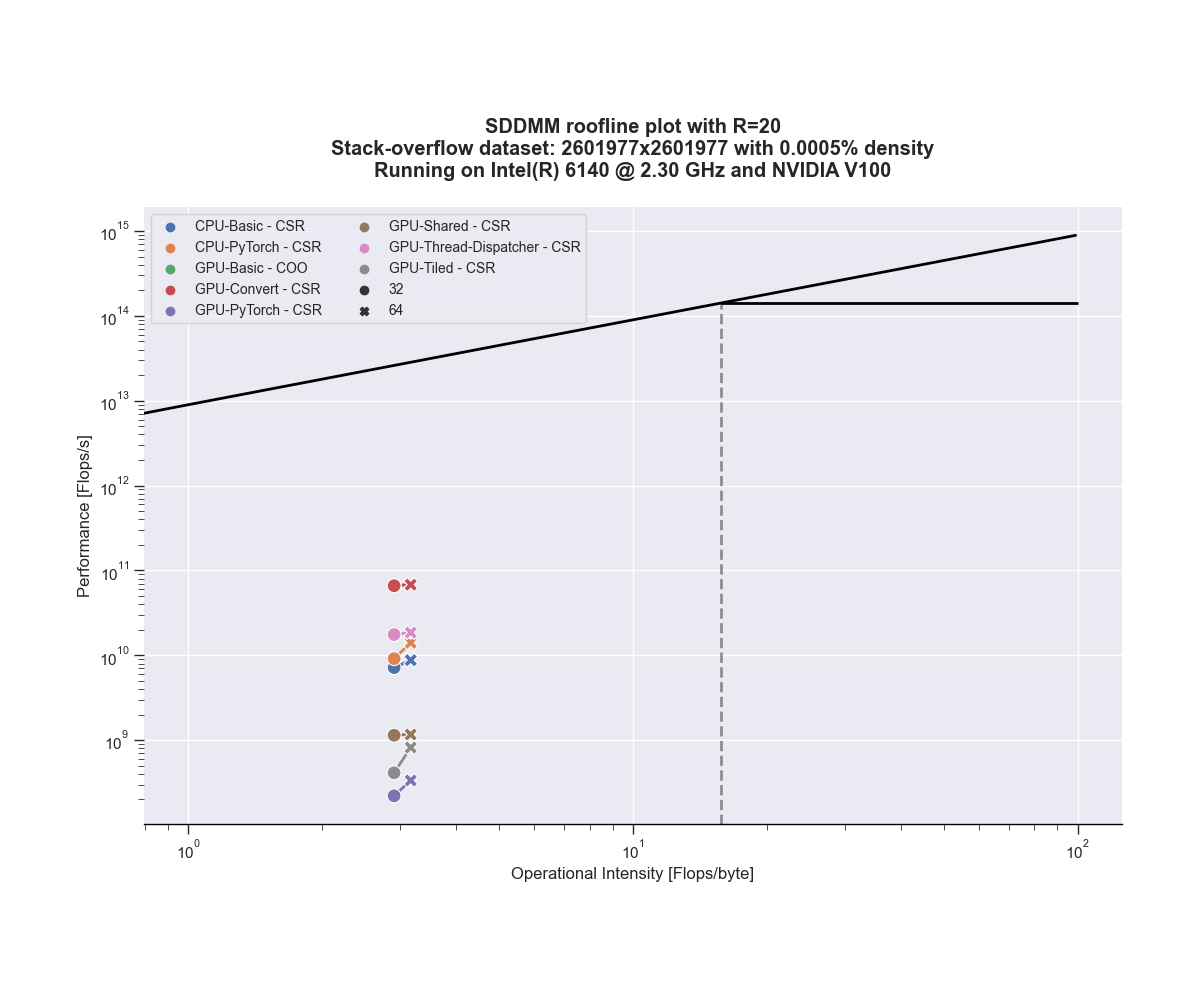 SDDMM roofline plot with R=20
Stack-overflow dataset: 2601977x2601977 with 0.0005% density
Running on Intel(R) 6140 @ 2.30 GHz and NVIDIA V100
CPU-Basic - CSR
CPU-PyTorch - CSR
GPU-Basic - COO
GPU-Convert - CSR
GPU-PyTorch - CSR
GPU-Shared - CSR
GPU-Thread-Dispatcher - CSR
GPU-Tiled - CSR
32
64
Performance [Flops/s]
10¹⁵
10¹⁴
10¹³
10¹²
10¹¹
10¹⁰
10⁹
10⁰
10¹
10²
Operational Intensity [Flops/byte]